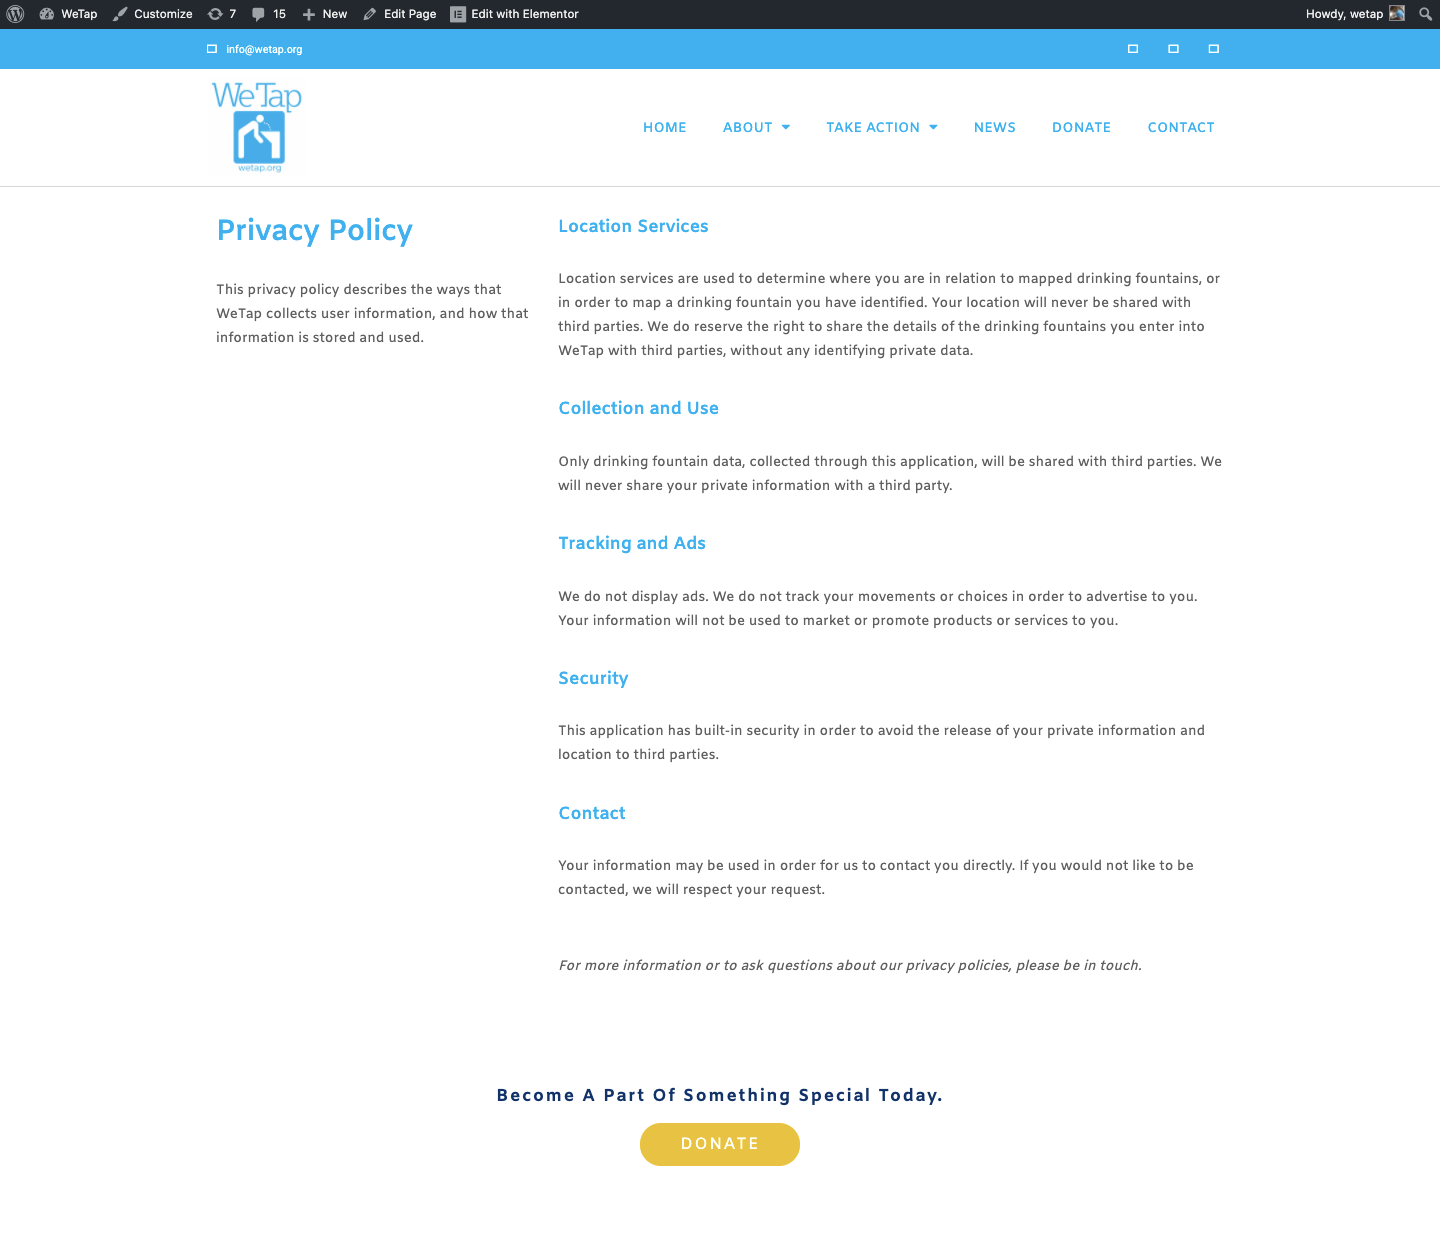 WeTap Customize 7 15 New Edit Page Edit with Elementor Howdy, wetap
info@wetap.org
WeTap
wetap.org
HOME ABOUT TAKE ACTION NEWS DONATE CONTACT
Privacy Policy
This privacy policy describes the ways that
WeTap collects user information, and how that
information is stored and used.
Location Services
Location services are used to determine where you are in relation to mapped drinking fountains, or
in order to map a drinking fountain you have identified. Your location will never be shared with
third parties. We do reserve the right to share the details of the drinking fountains you enter into
WeTap with third parties, without any identifying private data.
Collection and Use
Only drinking fountain data, collected through this application, will be shared with third parties. We
will never share your private information with a third party.
Tracking and Ads
We do not display ads. We do not track your movements or choices in order to advertise to you.
Your information will not be used to market or promote products or services to you.
Security
This application has built-in security in order to avoid the release of your private information and
location to third parties.
Contact
Your information may be used in order for us to contact you directly. If you would not like to be
contacted, we will respect your request.
For more information or to ask questions about our privacy policies, please be in touch.
Become A Part Of Something Special Today.
DONATE